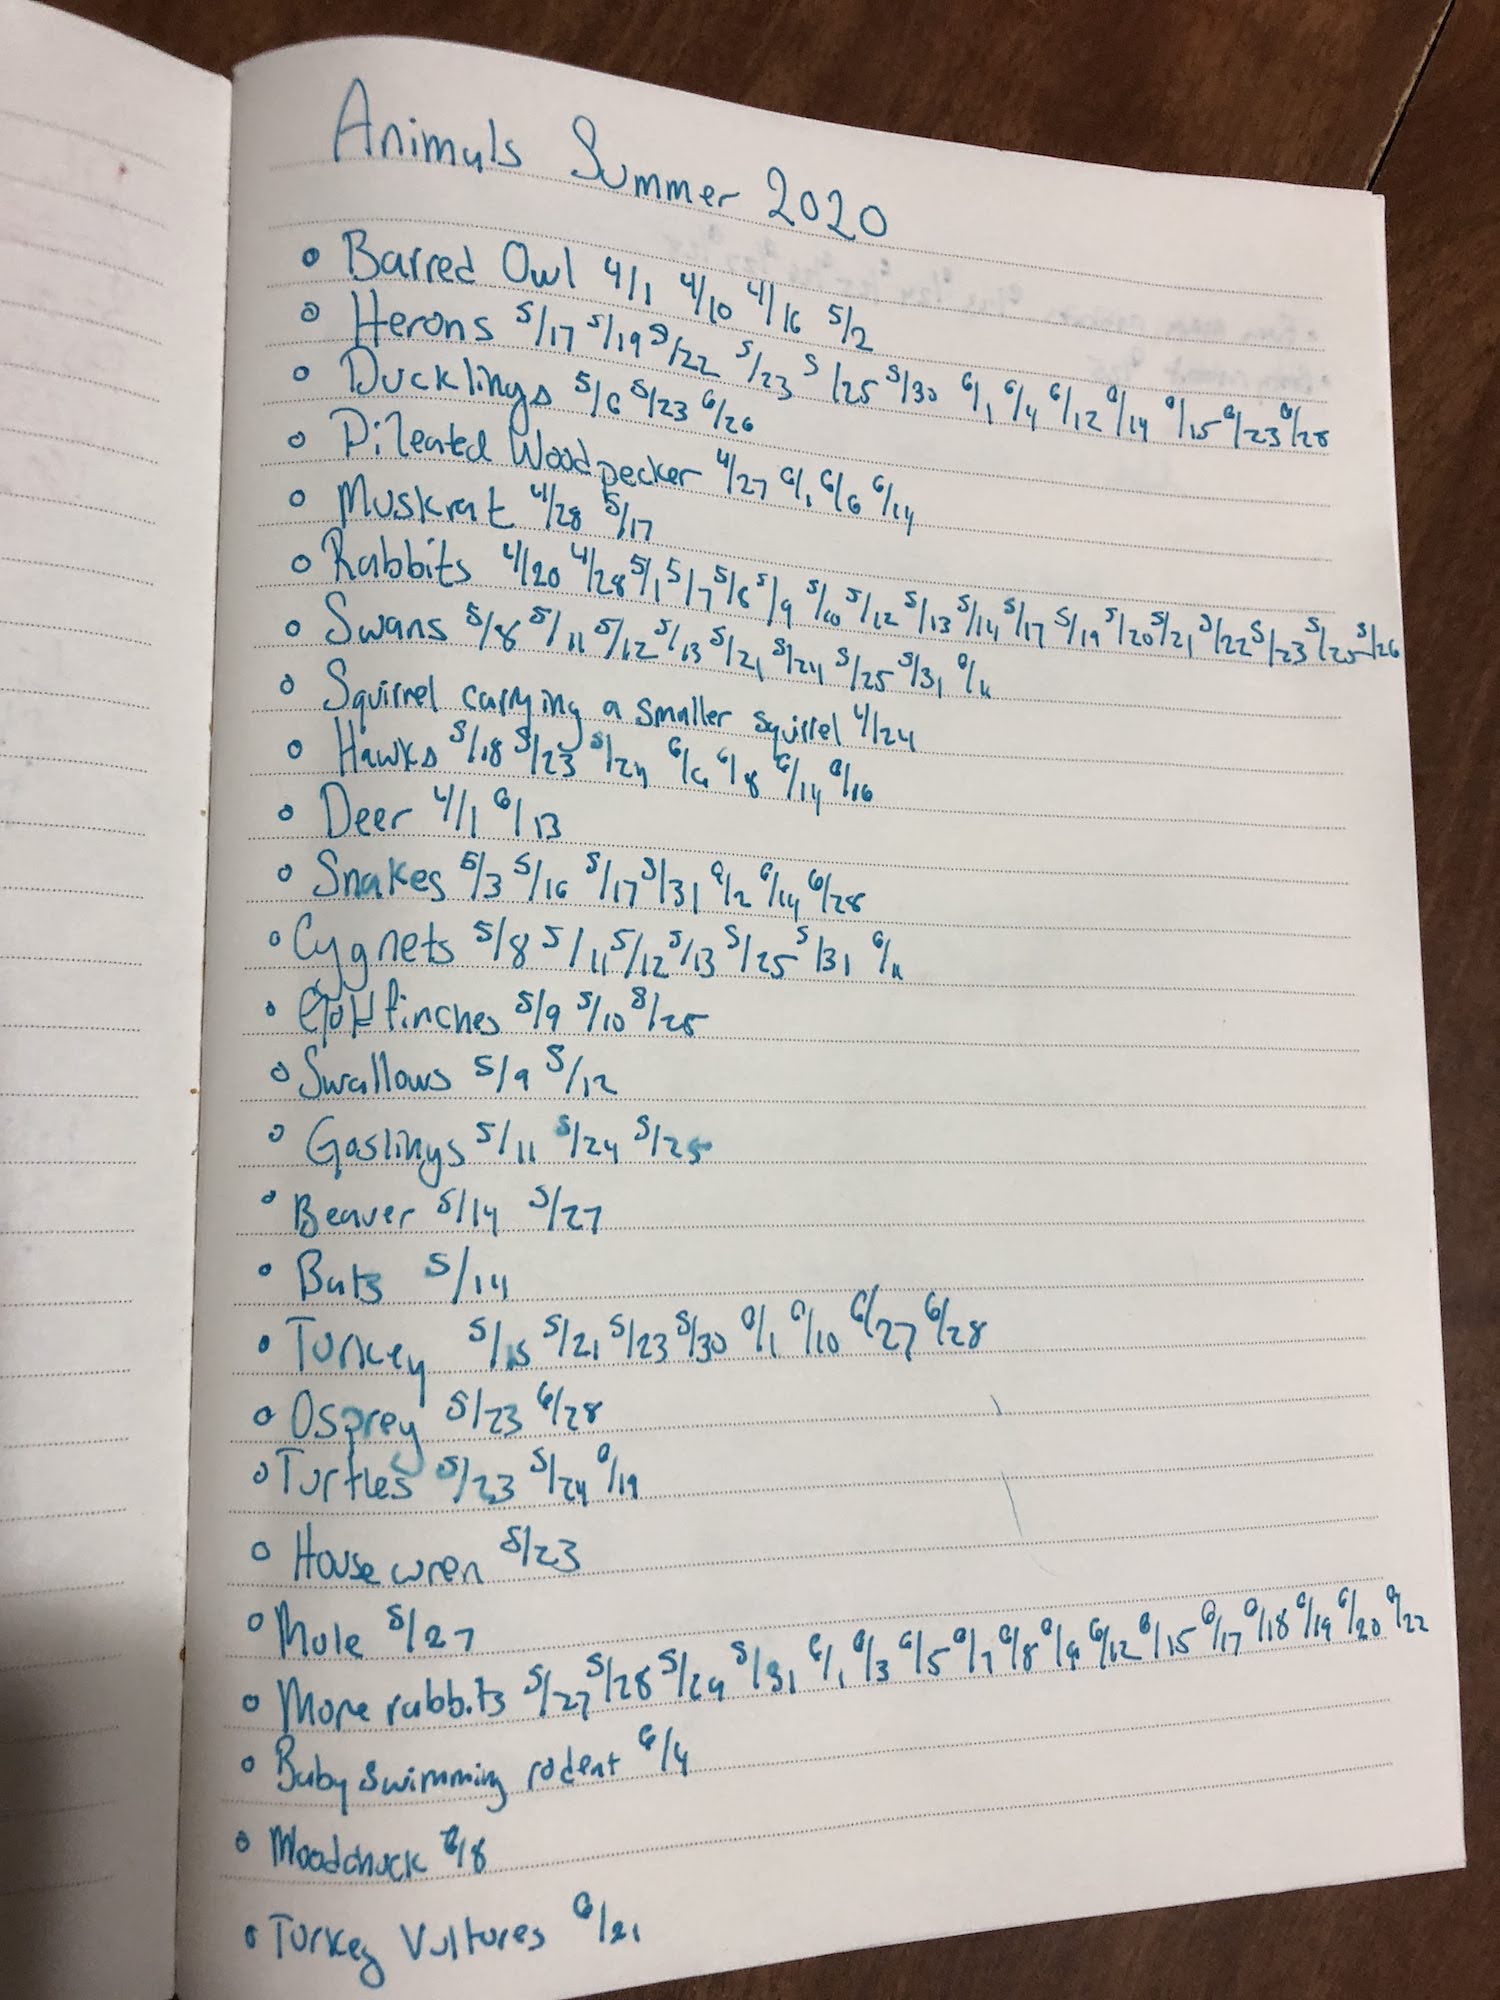 Animals Summer 2020
Barred Owl 4/1 4/10 4/16 5/2
Herons 5/17 5/19 5/22 5/23 5/25 5/30 6/1 6/4 6/12 6/14 6/15 6/23 6/28
Ducklings 5/6 5/23 6/26
Pileated Woodpecker 4/27 6/1 6/6 6/14
Muskrat 4/28 5/17
Rabbits 4/20 4/28 5/1 5/7 5/8 5/9 5/10 5/12 5/13 5/14 5/17 5/19 5/20 5/21 5/22 5/23 5/25 5/26
Swans 5/8 5/11 5/12 5/13 5/21 5/24 5/25 5/31
Squirrel carrying a smaller squirrel 4/24
Hawks 5/18 5/23 5/24 6/8 6/14 6/16
Deer 4/1 6/13
Snakes 5/3 5/16 5/17 5/31 6/2 6/14 6/28
Cygnets 5/8 5/11 5/12 5/13 5/25 5/31
Goldfinches 5/9 5/10 5/25
Swallows 5/9 5/12
Goslings 5/11 5/24 5/25
Beaver 5/14 5/27
Bats 5/14
Turkey 5/15 5/21 5/23 5/30 6/1 6/10 6/27 6/28
Osprey 5/23 6/28
Turtles 5/23 5/24 6/19
House wren 5/23
Mole 5/27
More rabbits 5/27 5/28 5/29 5/31 6/1 6/3 6/5 6/7 6/8 6/9 6/12 6/15 6/17 6/18 6/19 6/20 6/22
Baby swimming rodent 6/4
Woodchuck 6/8
Turkey Vultures 6/21